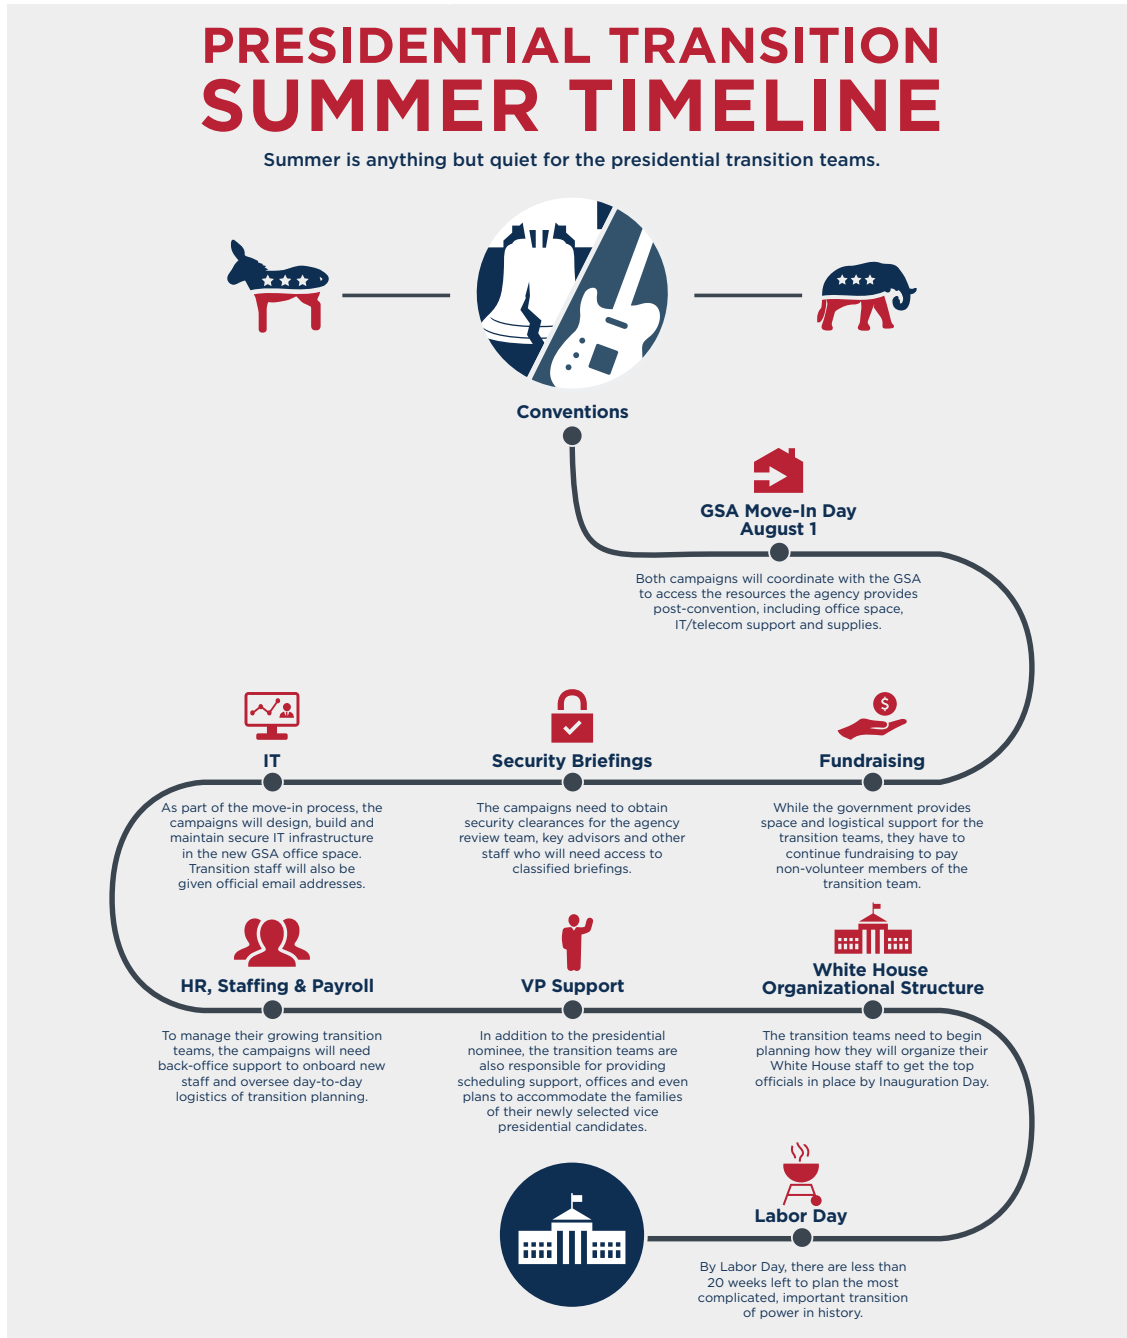 PRESIDENTIAL TRANSITION
SUMMER TIMELINE
Summer is anything but quiet for the presidential transition teams.
Conventions
GSA Move-In Day
August 1
Both campaigns will coordinate with the GSA
to access the resources the agency provides
post-convention, including office space,
IT/telecom support and supplies.
Fundraising
While the government provides
space and logistical support for the
transition teams, they have to
continue fundraising to pay
non-volunteer members of the
transition team.
Security Briefings
The campaigns need to obtain
security clearances for the agency
review team, key advisors and other
staff who will need access to
classified briefings.
IT
As part of the move-in process, the
campaigns will design, build and
maintain secure IT infrastructure
in the new GSA office space.
Transition staff will also be
given official email addresses.
HR, Staffing & Payroll
To manage their growing transition
teams, the campaigns will need
back-office support to onboard new
staff and oversee day-to-day
logistics of transition planning.
VP Support
In addition to the presidential
nominee, the transition teams are
also responsible for providing
scheduling support, offices and even
plans to accommodate the families
of their newly selected vice
presidential candidates.
White House
Organizational Structure
The transition teams need to begin
planning how they will organize their
White House staff to get the top
officials in place by Inauguration Day.
Labor Day
By Labor Day, there are less than
20 weeks left to plan the most
complicated, important transition
of power in history.